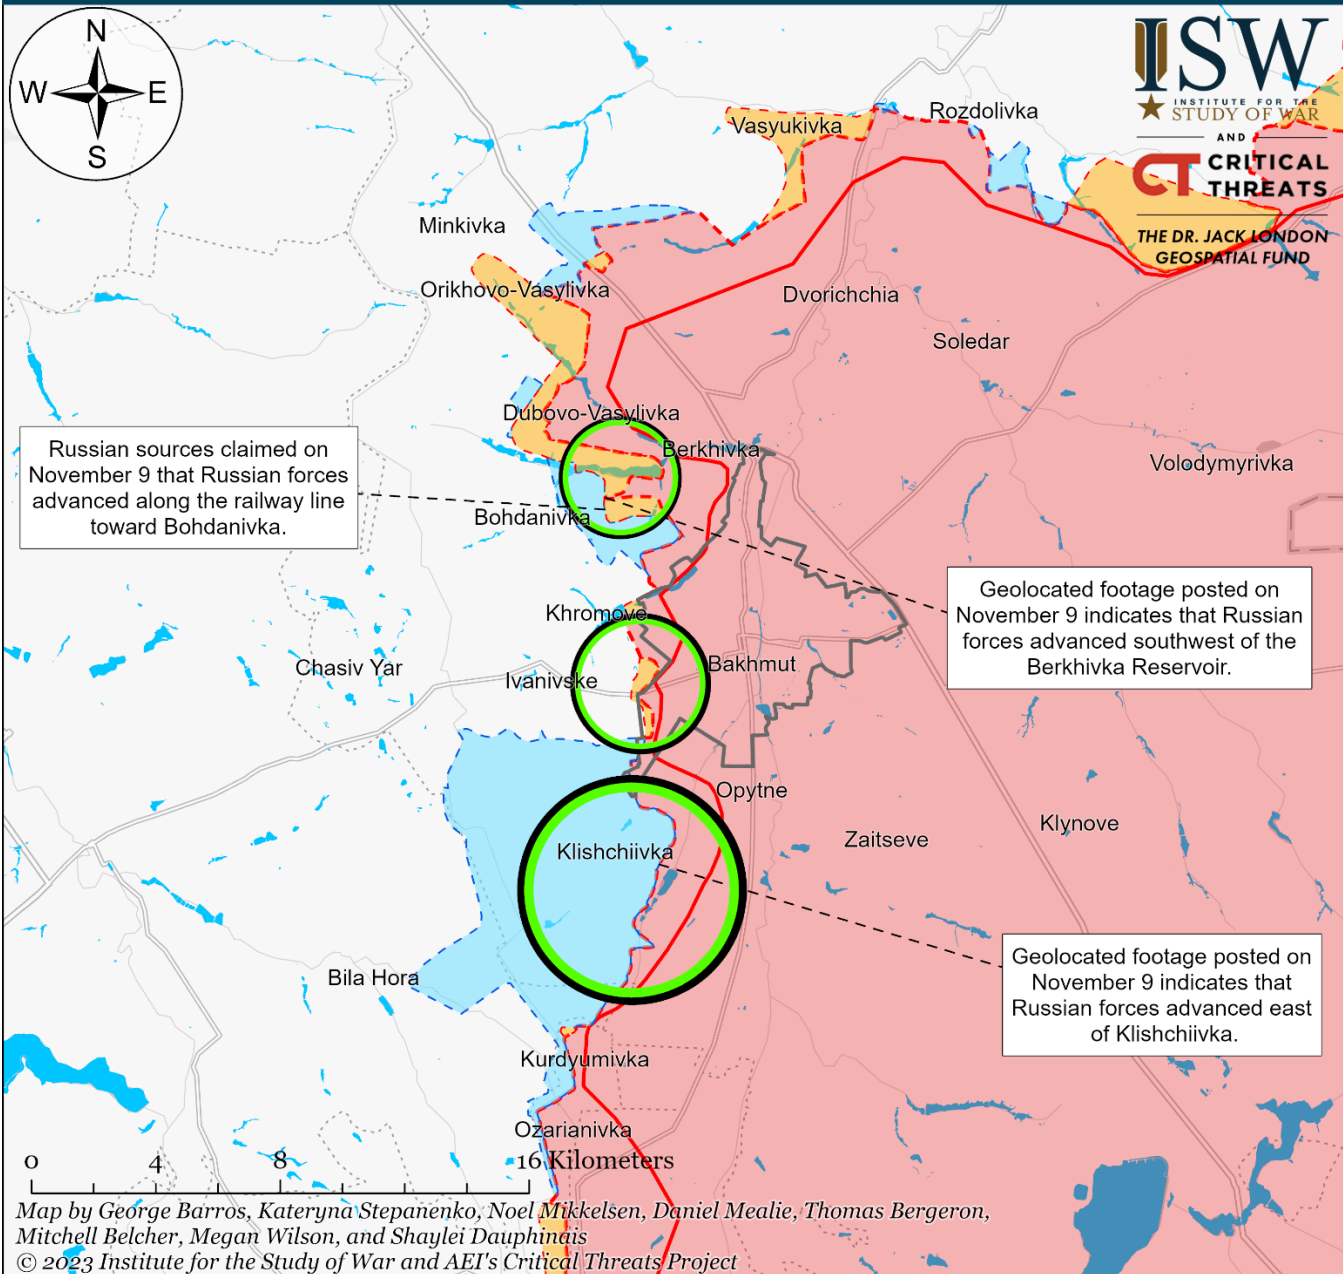 N
W
E
S
ISW
INSTITUTE FOR THE
STUDY OF WAR
AND
CT CRITICAL
THREATS
THE DR. JACK LONDON
GEOSPATIAL FUND
Vasyukivka
Rozdolivka
Minkivka
Orikhovo-Vasylivka
Dvorichchia
Soledar
Dubovo-Vasylivka
Berkhivka
Volodymyrivka
Russian sources claimed on
November 9 that Russian forces
advanced along the railway line
toward Bohdanivka.
Bohdanivka
Geolocated footage posted on
November 9 indicates that Russian
forces advanced southwest of the
Berkhivka Reservoir.
Khromove
Chasiv Yar
Ivanivske
Bakhmut
Opytne
Klishchiivka
Zaitseve
Klynove
Geolocated footage posted on
November 9 indicates that
Russian forces advanced east
of Klishchiivka.
Bila Hora
Kurdyumivka
Ozarianivka
0 4 8 16 Kilometers
Map by George Barros, Kateryna Stepanenko, Noel Mikkelsen, Daniel Mealie, Thomas Bergeron,
Mitchell Belcher, Megan Wilson, and Shaylei Dauphinais
© 2023 Institute for the Study of War and AEI's Critical Threats Project